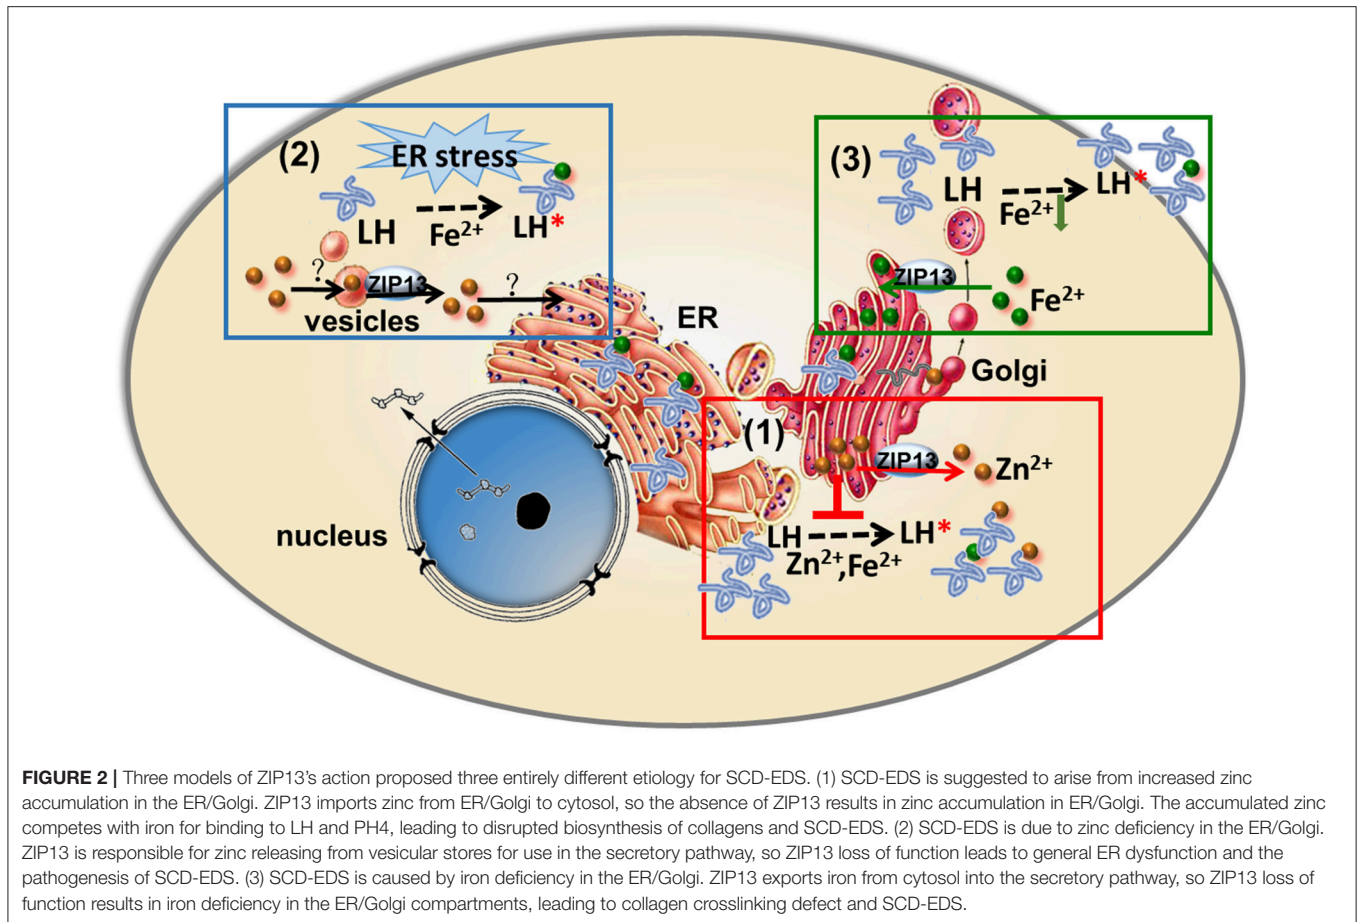 (2)
ER stress
LH
Fe2+
LH*
?
ZIP13
?
vesicles
(3)
LH
Fe2+
LH*
ZIP13
Fe2+
ER
Golgi
(1)
ZIP13
Zn2+
LH
LH*
Zn2+,Fe2+
nucleus
FIGURE 2 | Three models of ZIP13's action proposed three entirely different etiology for SCD-EDS. (1) SCD-EDS is suggested to arise from increased zinc
accumulation in the ER/Golgi. ZIP13 imports zinc from ER/Golgi to cytosol, so the absence of ZIP13 results in zinc accumulation in ER/Golgi. The accumulated zinc
competes with iron for binding to LH and PH4, leading to disrupted biosynthesis of collagens and SCD-EDS. (2) SCD-EDS is due to zinc deficiency in the ER/Golgi.
ZIP13 is responsible for zinc releasing from vesicular stores for use in the secretory pathway, so ZIP13 loss of function leads to general ER dysfunction and the
pathogenesis of SCD-EDS. (3) SCD-EDS is caused by iron deficiency in the ER/Golgi. ZIP13 exports iron from cytosol into the secretory pathway, so ZIP13 loss of
function results in iron deficiency in the ER/Golgi compartments, leading to collagen crosslinking defect and SCD-EDS.